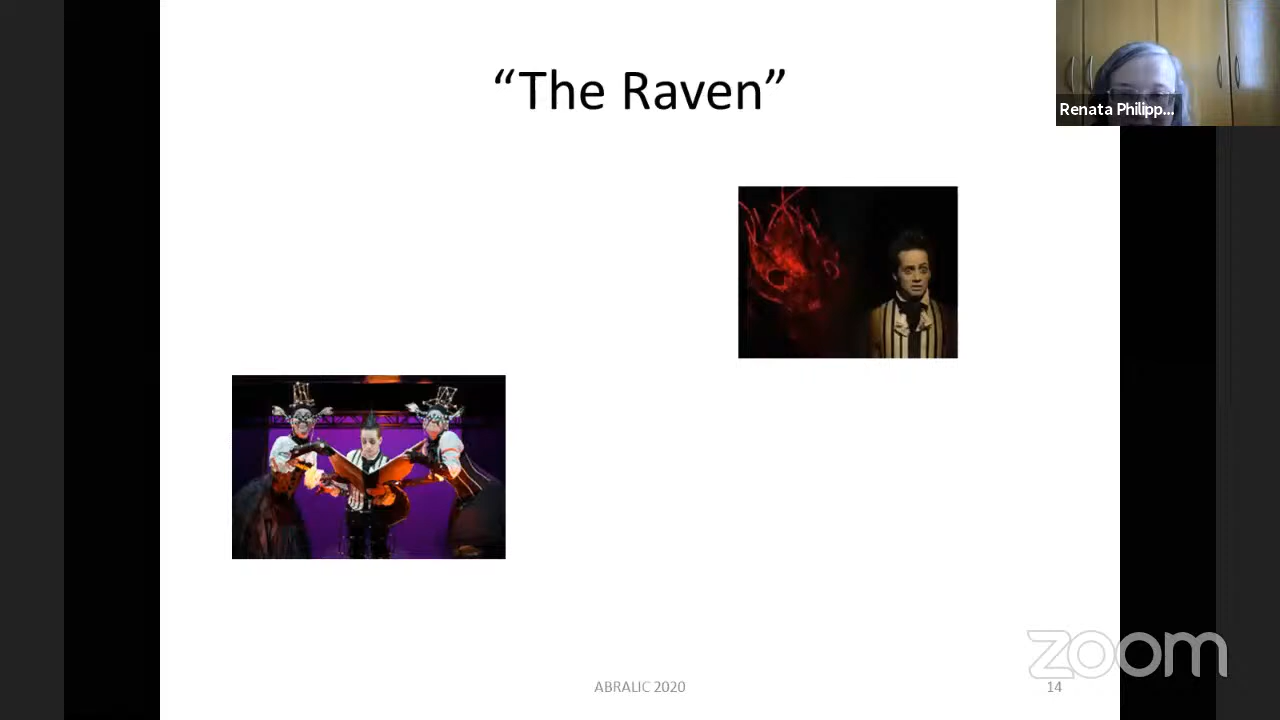 “The Raven”
Renata Philipp...
zoom
ABRALIC 2020
14